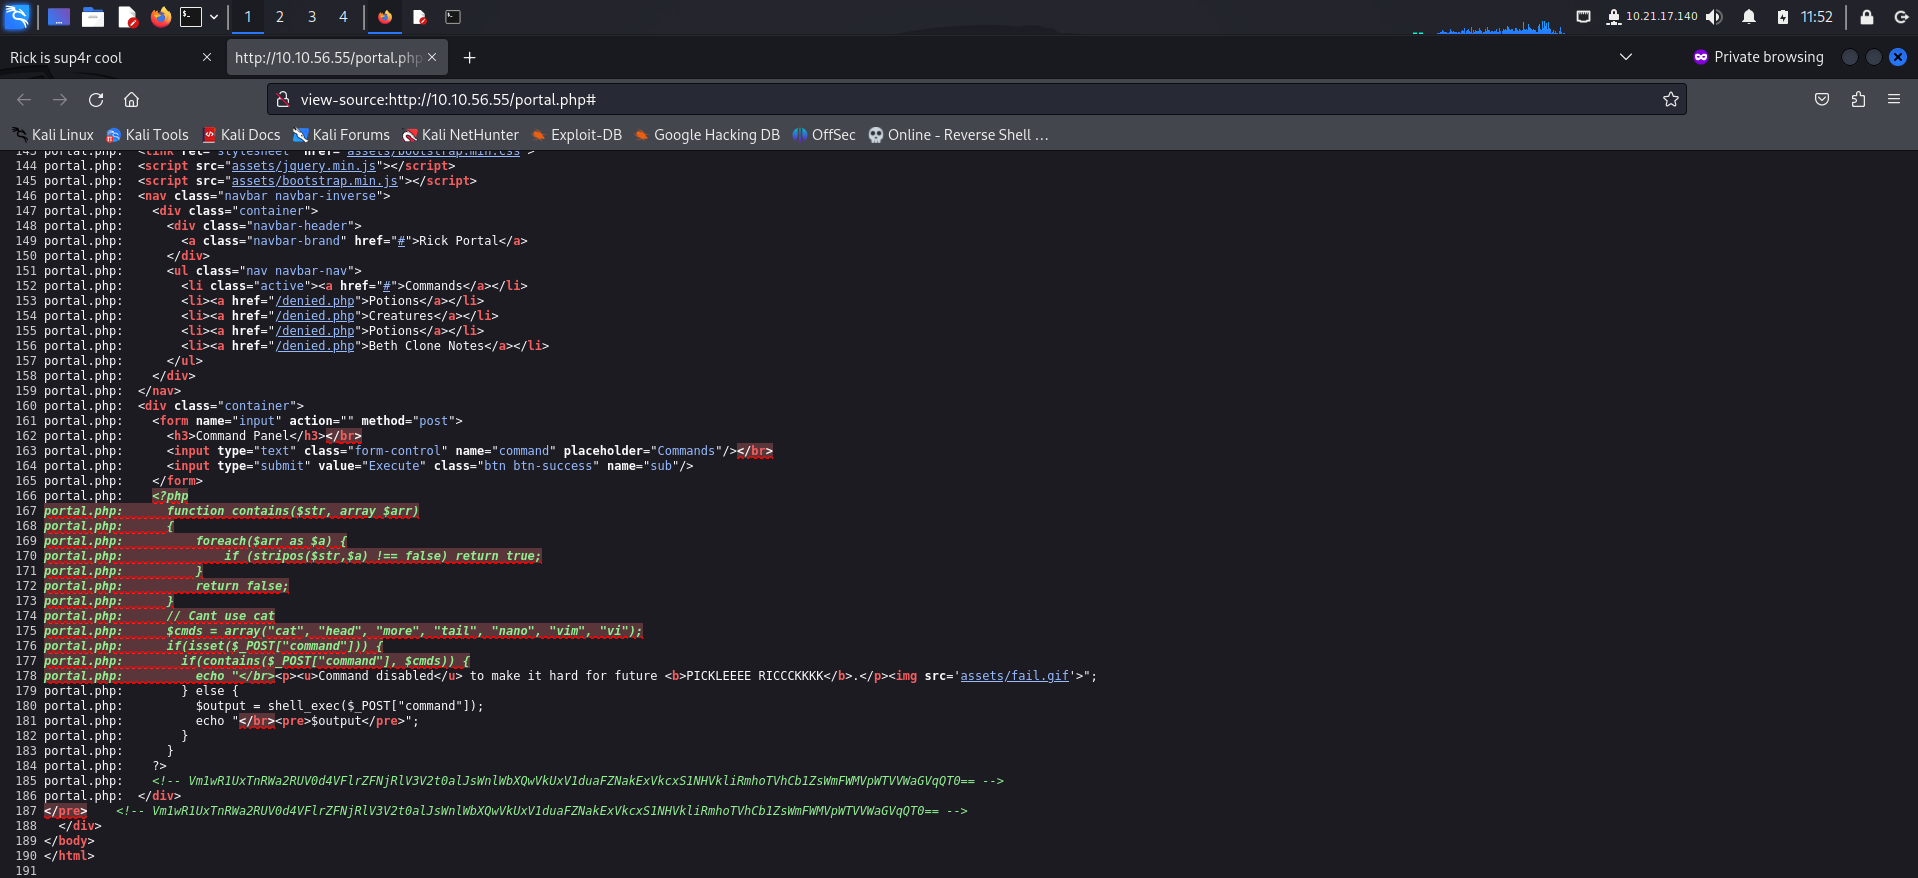 1 2 3 4 10.21.17.140 11:52
Rick is sup4r cool × http://10.10.56.55/portal.php × + Private browsing
view-source:http://10.10.56.55/portal.php#
Kali Linux Kali Tools Kali Docs Kali Forums Kali NetHunter Exploit-DB Google Hacking DB OffSec Online - Reverse Shell …
143 portal.php: <link rel="stylesheet" href="assets/bootstrap.min.css">
144 portal.php: <script src="assets/jquery.min.js"></script>
145 portal.php: <script src="assets/bootstrap.min.js"></script>
146 portal.php: <nav class="navbar navbar-inverse">
147 portal.php: <div class="container">
148 portal.php: <div class="navbar-header">
149 portal.php: <a class="navbar-brand" href="#">Rick Portal</a>
150 portal.php: </div>
151 portal.php: <ul class="nav navbar-nav">
152 portal.php: <li class="active"><a href="#">Commands</a></li>
153 portal.php: <li><a href="/denied.php">Potions</a></li>
154 portal.php: <li><a href="/denied.php">Creatures</a></li>
155 portal.php: <li><a href="/denied.php">Potions</a></li>
156 portal.php: <li><a href="/denied.php">Beth Clone Notes</a></li>
157 portal.php: </ul>
158 portal.php: </div>
159 portal.php: </nav>
160 portal.php: <div class="container">
161 portal.php: <form name="input" action="" method="post">
162 portal.php: <h3>Command Panel</h3></br>
163 portal.php: <input type="text" class="form-control" name="command" placeholder="Commands"/></br>
164 portal.php: <input type="submit" value="Execute" class="btn btn-success" name="sub"/>
165 portal.php: </form>
166 portal.php: <?php
167 portal.php: function contains($str, array $arr)
168 portal.php: {
169 portal.php: foreach($arr as $a) {
170 portal.php: if (stripos($str,$a) !== false) return true;
171 portal.php: }
172 portal.php: return false;
173 portal.php: }
174 portal.php: // Cant use cat
175 portal.php: $cmds = array("cat", "head", "more", "tail", "nano", "vim", "vi");
176 portal.php: if(isset($_POST["command"])) {
177 portal.php: if(contains($_POST["command"], $cmds)) {
178 portal.php: echo "</br><p><u>Command disabled</u> to make it hard for future <b>PICKLEEEE RICCCKKKK</b>.</p><img src='assets/fail.gif'>";
179 portal.php: } else {
180 portal.php: $output = shell_exec($_POST["command"]);
181 portal.php: echo "</br><pre>$output</pre>";
182 portal.php: }
183 portal.php: }
184 portal.php: ?>
185 portal.php: <!-- Vm1wR1UxTnRWa2RUV0d4VFlrZFNjRlV3V2t0alJsWnlWbXQwVkUxV1duaFZNakExVkcxS1NHVkliRmhoTVhCb1ZsWmFWMVpWTVVWaGVqQT0== -->
186 portal.php: </div>
187 </pre> <!-- Vm1wR1UxTnRWa2RUV0d4VFlrZFNjRlV3V2t0alJsWnlWbXQwVkUxV1duaFZNakExVkcxS1NHVkliRmhoTVhCb1ZsWmFWMVpWTVVWaGVqQT0== -->
188 </div>
189 </body>
190 </html>
191